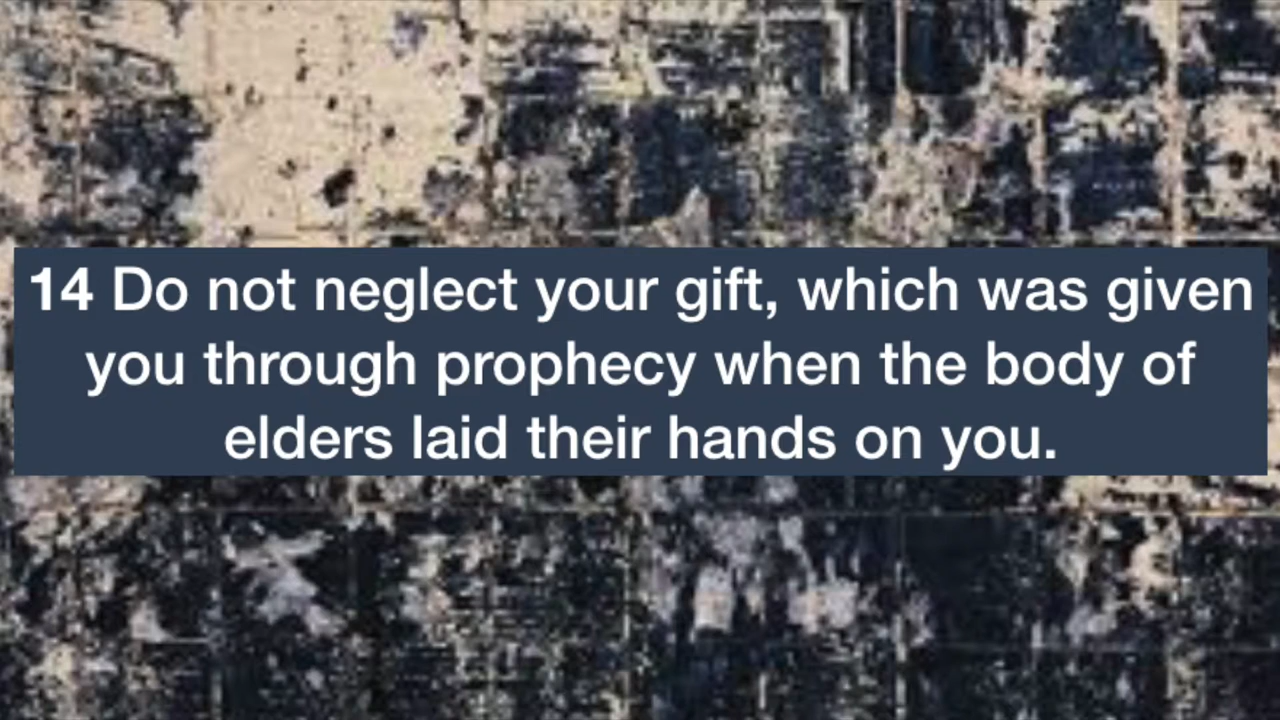 14 Do not neglect your gift, which was given
you through prophecy when the body of
elders laid their hands on you.